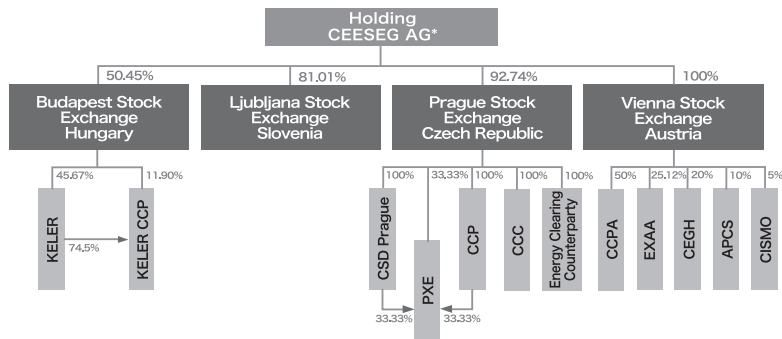 Holding
CEESEG AG*
50.45%
81.01%
92.74%
100%
Budapest Stock
Exchange
Hungary
Ljubljana Stock
Exchange
Slovenia
Prague Stock
Exchange
Czech Republic
Vienna Stock
Exchange
Austria
45.67%
11.90%
100%
33.33%
100%
100%
100%
50%
25.12%
20%
10%
5%
KELER
74.5%
KELER CCP
CSD Prague
PXE
CCP
CCC
Energy Clearing
Counterparty
CCPA
EXAA
CEGH
APCS
CISMO
33.33%
33.33%